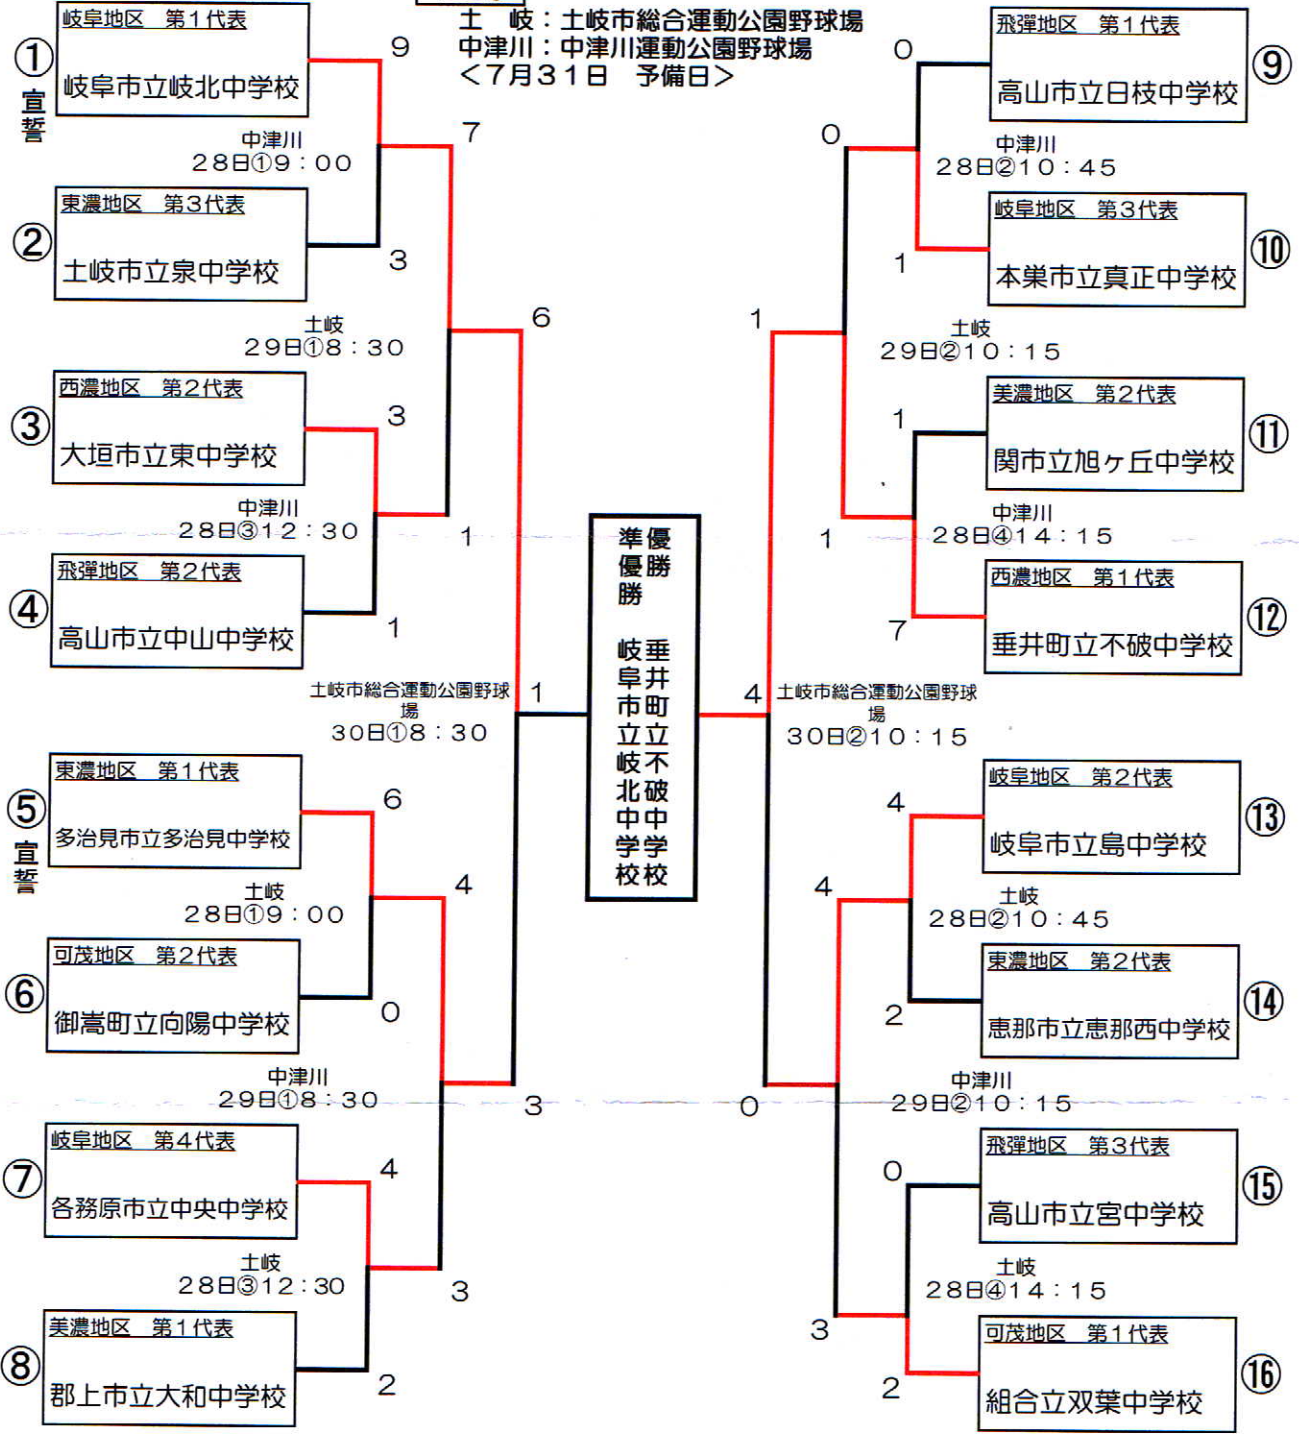 土　岐：土岐市総合運動公園野球場
中津川：中津川運動公園野球場
＜７月３１日　予備日＞
①
宣誓
岐阜地区　第１代表
岐阜市立岐北中学校
9
中津川
２８日①９：００
7
②
東濃地区　第３代表
土岐市立泉中学校
3
土岐
２９日①８：３０
6
③
西濃地区　第２代表
大垣市立東中学校
3
中津川
２８日③１２：３０
1
④
飛彈地区　第２代表
高山市立中山中学校
1
土岐市総合運動公園野球
場
３０日①８：３０
1
⑤
宣誓
東濃地区　第１代表
多治見市立多治見中学校
6
土岐
２８日①９：００
4
⑥
可茂地区　第２代表
御嵩町立向陽中学校
0
中津川
２９日①８：３０
3
⑦
岐阜地区　第４代表
各務原市立中央中学校
4
土岐
２８日③１２：３０
3
⑧
美濃地区　第１代表
郡上市立大和中学校
2
優勝　垂井町立不破中学校
準優勝　岐阜市立岐北中学校
0
飛彈地区　第１代表
高山市立日枝中学校
⑨
0
中津川
２８日②１０：４５
岐阜地区　第３代表
本巣市立真正中学校
⑩
1
1
土岐
２９日②１０：１５
美濃地区　第２代表
関市立旭ヶ丘中学校
⑪
1
中津川
２８日④１４：１５
1
西濃地区　第１代表
垂井町立不破中学校
⑫
7
4
土岐市総合運動公園野球
場
３０日②１０：１５
岐阜地区　第２代表
岐阜市立島中学校
⑬
4
4
土岐
２８日②１０：４５
東濃地区　第２代表
恵那市立恵那西中学校
⑭
2
0
中津川
２９日②１０：１５
飛彈地区　第３代表
高山市立宮中学校
⑮
0
土岐
２８日④１４：１５
3
可茂地区　第１代表
組合立双葉中学校
⑯
2